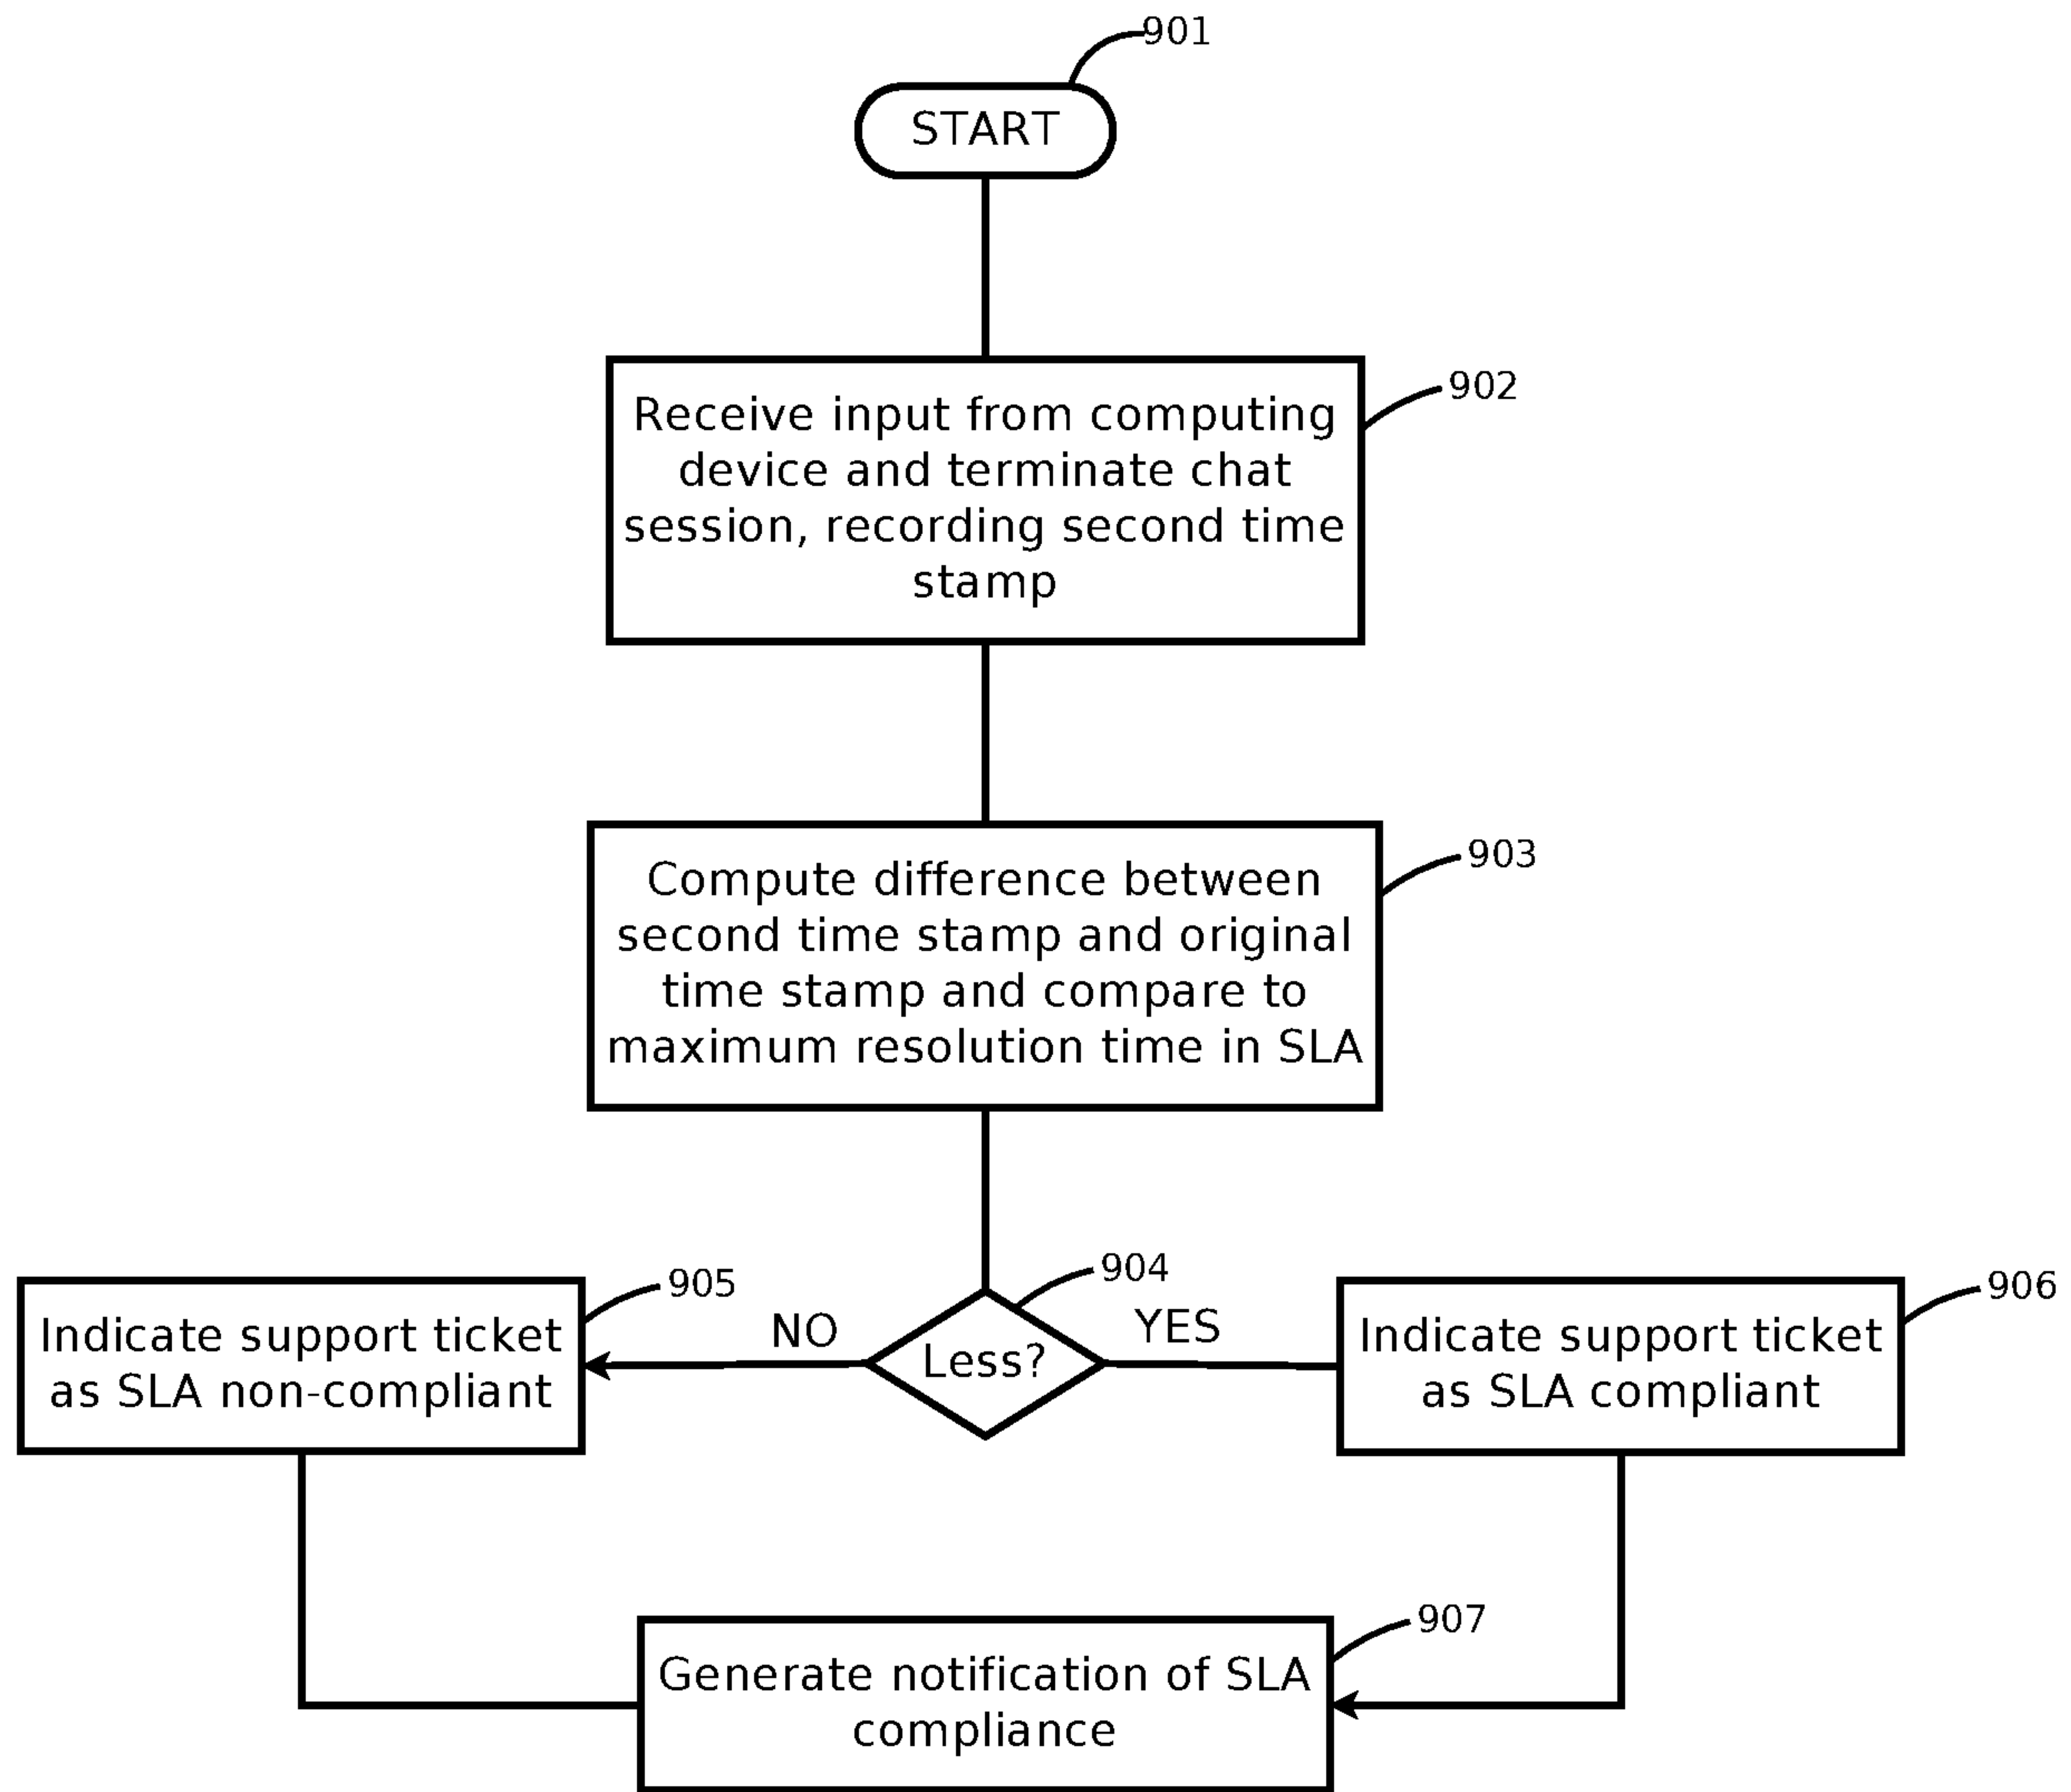 901
START
902
Receive input from computing
device and terminate chat
session, recording second time
stamp
903
Compute difference between
second time stamp and original
time stamp and compare to
maximum resolution time in SLA
904
Less?
NO
YES
905
Indicate support ticket
as SLA non-compliant
906
Indicate support ticket
as SLA compliant
907
Generate notification of SLA
compliance